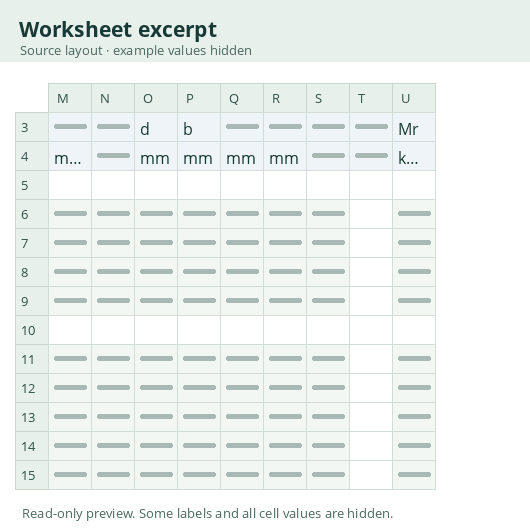 Worksheet excerpt
Source layout · example values hidden
M N O P Q R S T U
3 d b Mr
4 m... mm mm mm mm k...
5
6
7
8
9
10
11
12
13
14
15
Read-only preview. Some labels and all cell values are hidden.